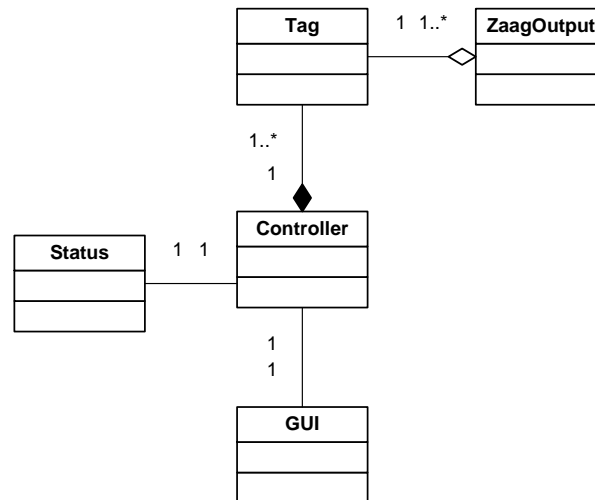 Tag
1 1..*
ZaagOutput
1..*
1
Controller
Status
1 1
1
1
GUI